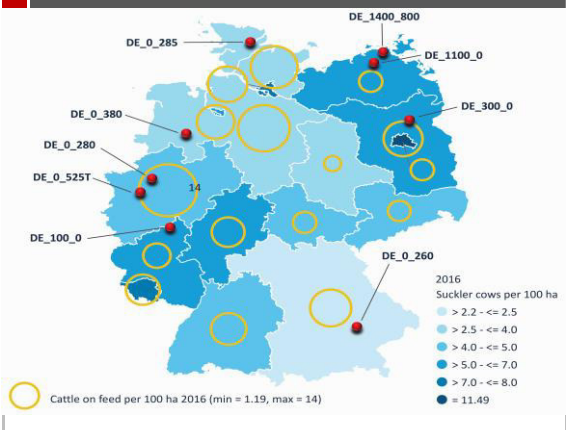 DE_1400_800
DE_0_285
DE_1100_0
DE_300_0
DE_0_380
DE_0_280
DE_0_525T
14
DE_100_0
DE_0_260
2016
Suckler cows per 100 ha
> 2.2 - <= 2.5
> 2.5 - <= 4.0
> 4.0 - <= 5.0
> 5.0 - <= 7.0
> 7.0 - <= 8.0
= 11.49
Cattle on feed per 100 ha 2016 (min = 1.19, max = 14)